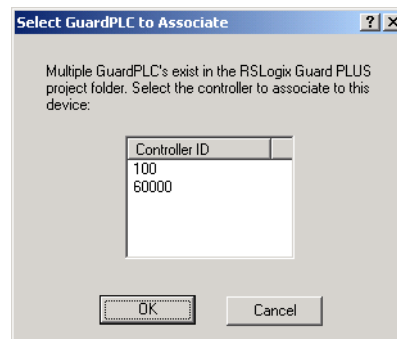 Select GuardPLC to Associate
Multiple GuardPLC's exist in the RSLogix Guard PLUS
project folder. Select the controller to associate to this
device:
Controller ID
100
60000
OK
Cancel